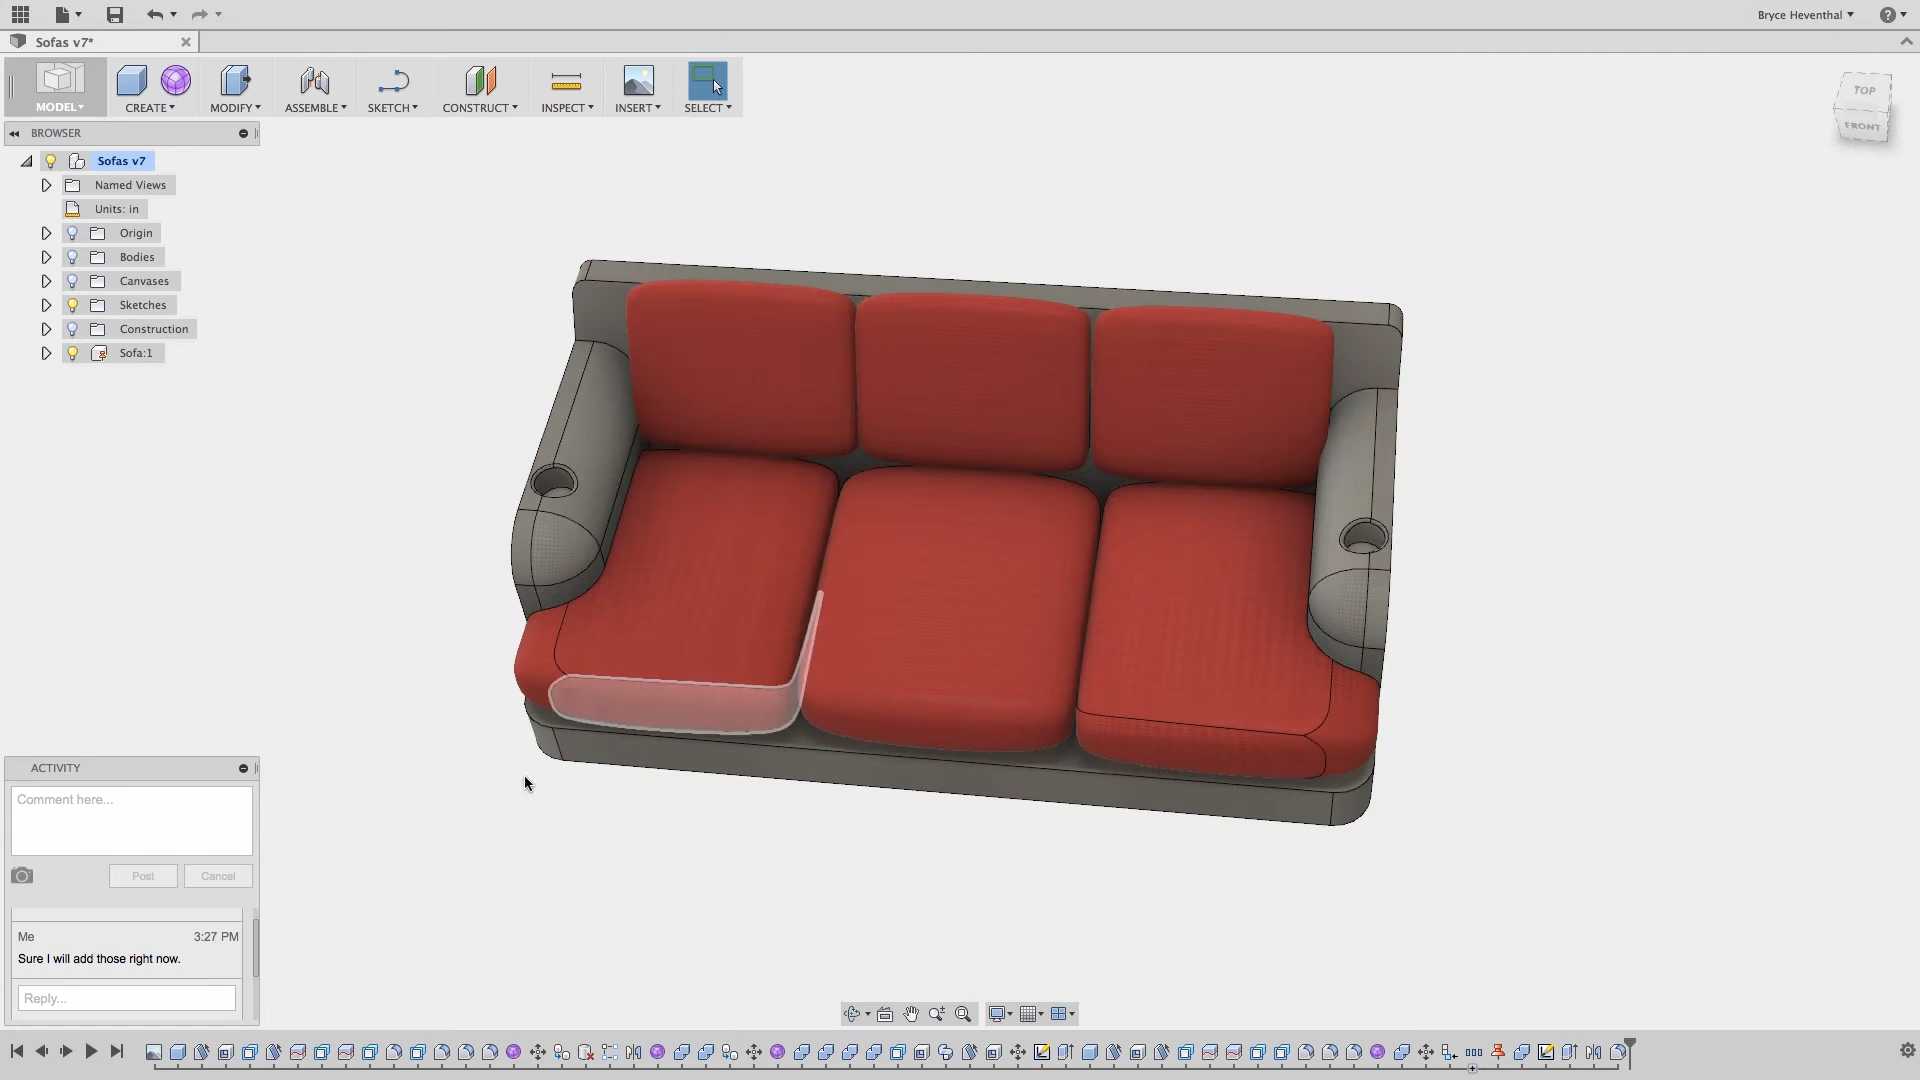 Bryce Heventhal
Sofas v7*
MODEL
CREATE
MODIFY
ASSEMBLE
SKETCH
CONSTRUCT
INSPECT
INSERT
SELECT
TOP
FRONT
BROWSER
Sofas v7
Named Views
Units: in
Origin
Bodies
Canvases
Sketches
Construction
Sofa:1
ACTIVITY
Comment here...
Post Cancel
Me 3:27 PM
Sure I will add those right now.
Reply...